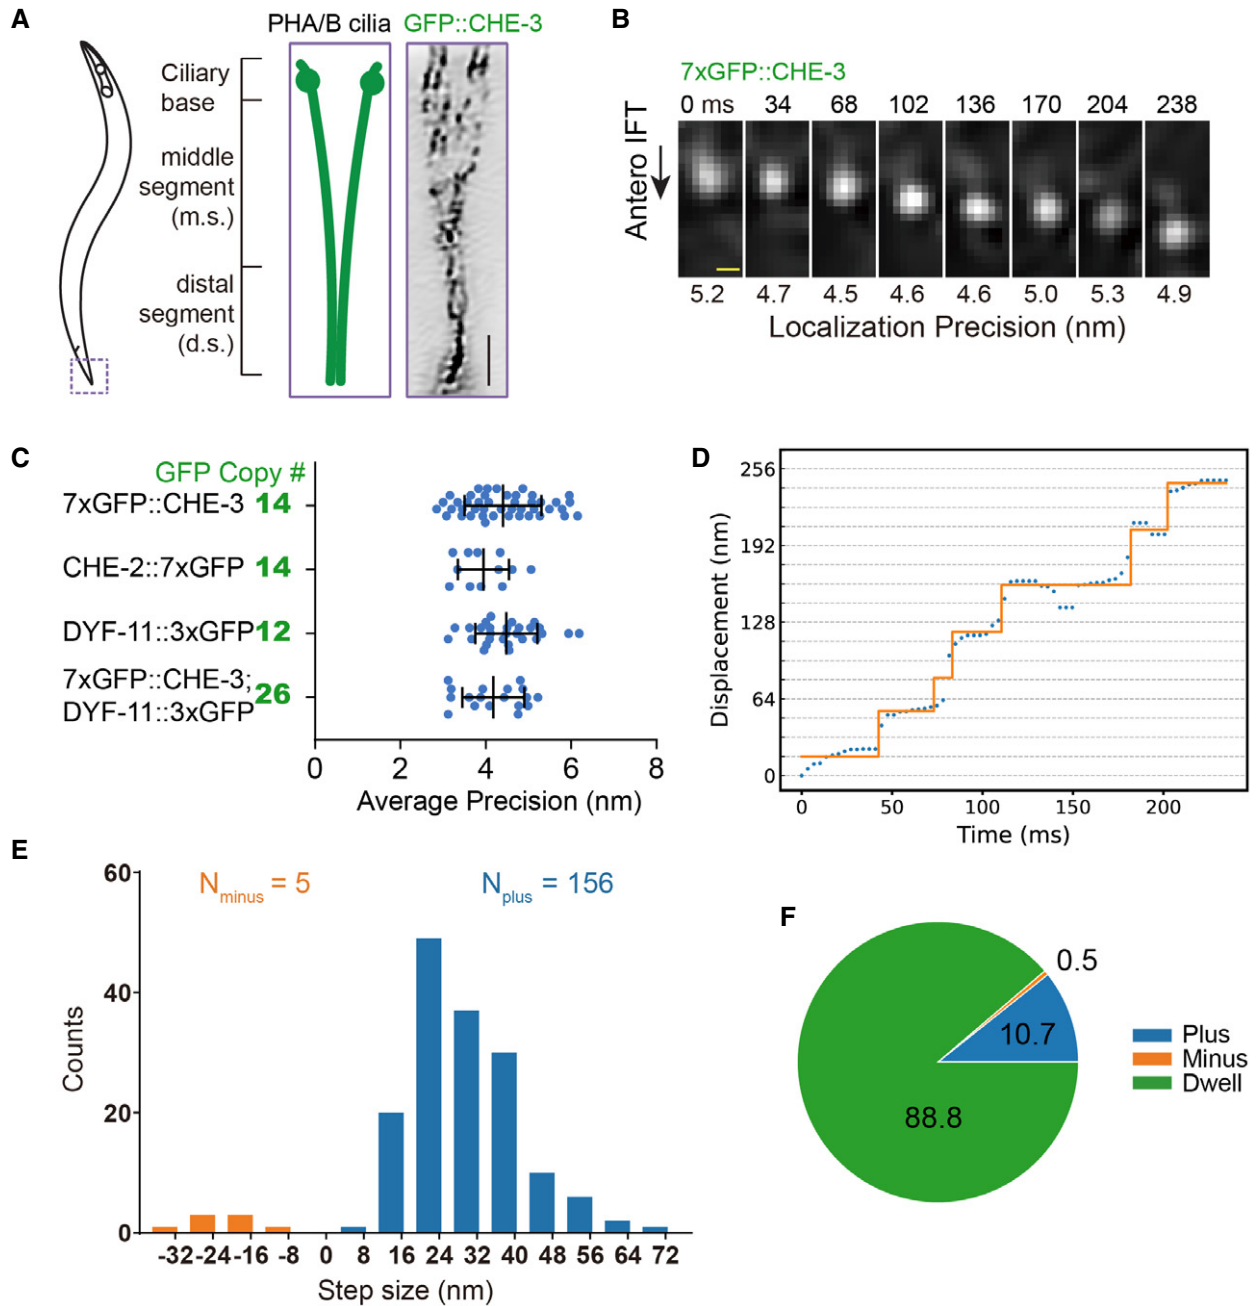 A
PHA/B cilia
GFP::CHE-3
Ciliary
base
middle
segment
(m.s.)
distal
segment
(d.s.)
B
7xGFP::CHE-3
0 ms 34 68 102 136 170 204 238
Antero IFT
5.2 4.7 4.5 4.6 4.6 5.0 5.3 4.9
Localization Precision (nm)
C
GFP Copy #
7xGFP::CHE-3 14
CHE-2::7xGFP 14
DYF-11::3xGFP 12
7xGFP::CHE-3;
DYF-11::3xGFP
26
0 2 4 6 8
Average Precision (nm)
D
256
192
128
64
0
Displacement (nm)
0 50 100 150 200
Time (ms)
E
60
40
20
0
Counts
Nminus = 5
Nplus = 156
-32 -24 -16 -8 0 8 16 24 32 40 48 56 64 72
Step size (nm)
F
0.5
10.7
88.8
Plus
Minus
Dwell